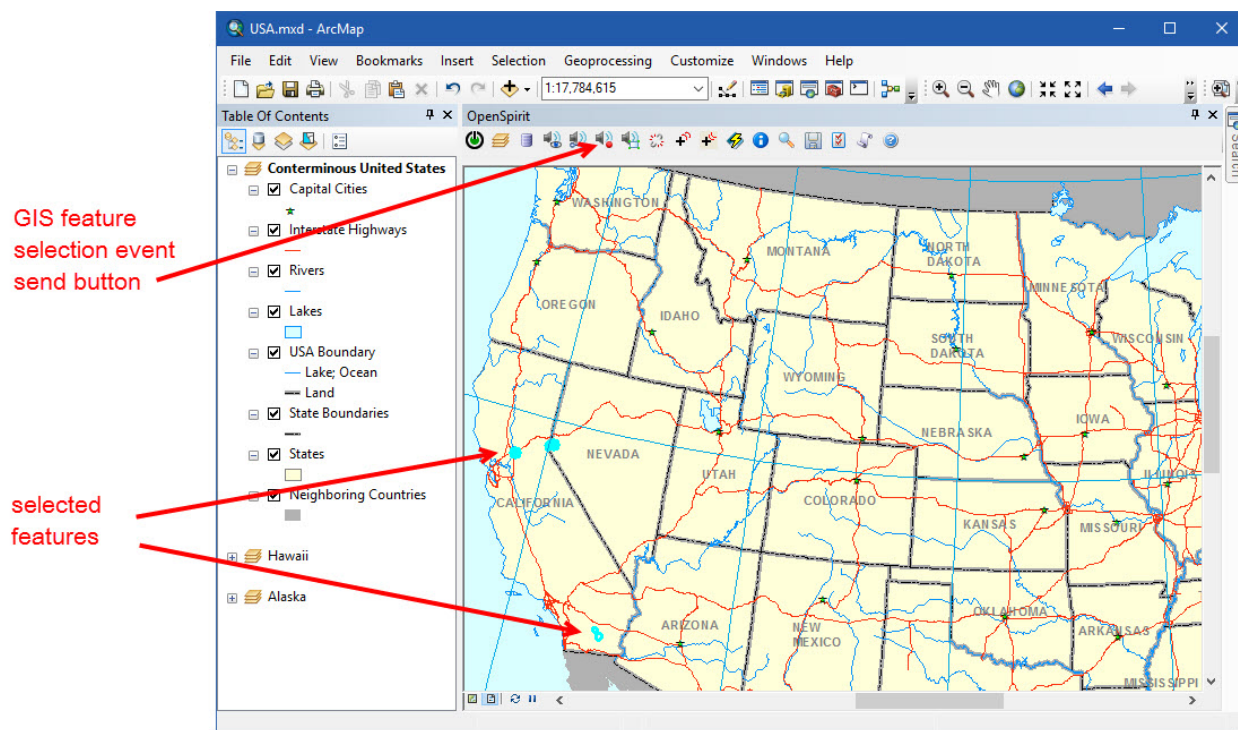 USA.mxd - ArcMap
File Edit View Bookmarks Insert Selection Geoprocessing Customize Windows Help
1:17,784,615
Table Of Contents
OpenSpirit
Conterminous United States
Capital Cities
Interstate Highways
Rivers
Lakes
USA Boundary
Lake; Ocean
Land
State Boundaries
States
Neighboring Countries
Hawaii
Alaska
GIS feature
selection event
send button
selected
features
WASHINGTON
MONTANA
NORTH
DAKOTA
MINNESOTA
OREGON
IDAHO
SOUTH
DAKOTA
WISCONSIN
WYOMING
IOWA
NEBRASKA
NEVADA
UTAH
ILLINOIS
CALIFORNIA
COLORADO
KANSAS
MISSOURI
ARIZONA
NEW
MEXICO
OKLAHOMA
ARKANSAS
MISSISSIPPI